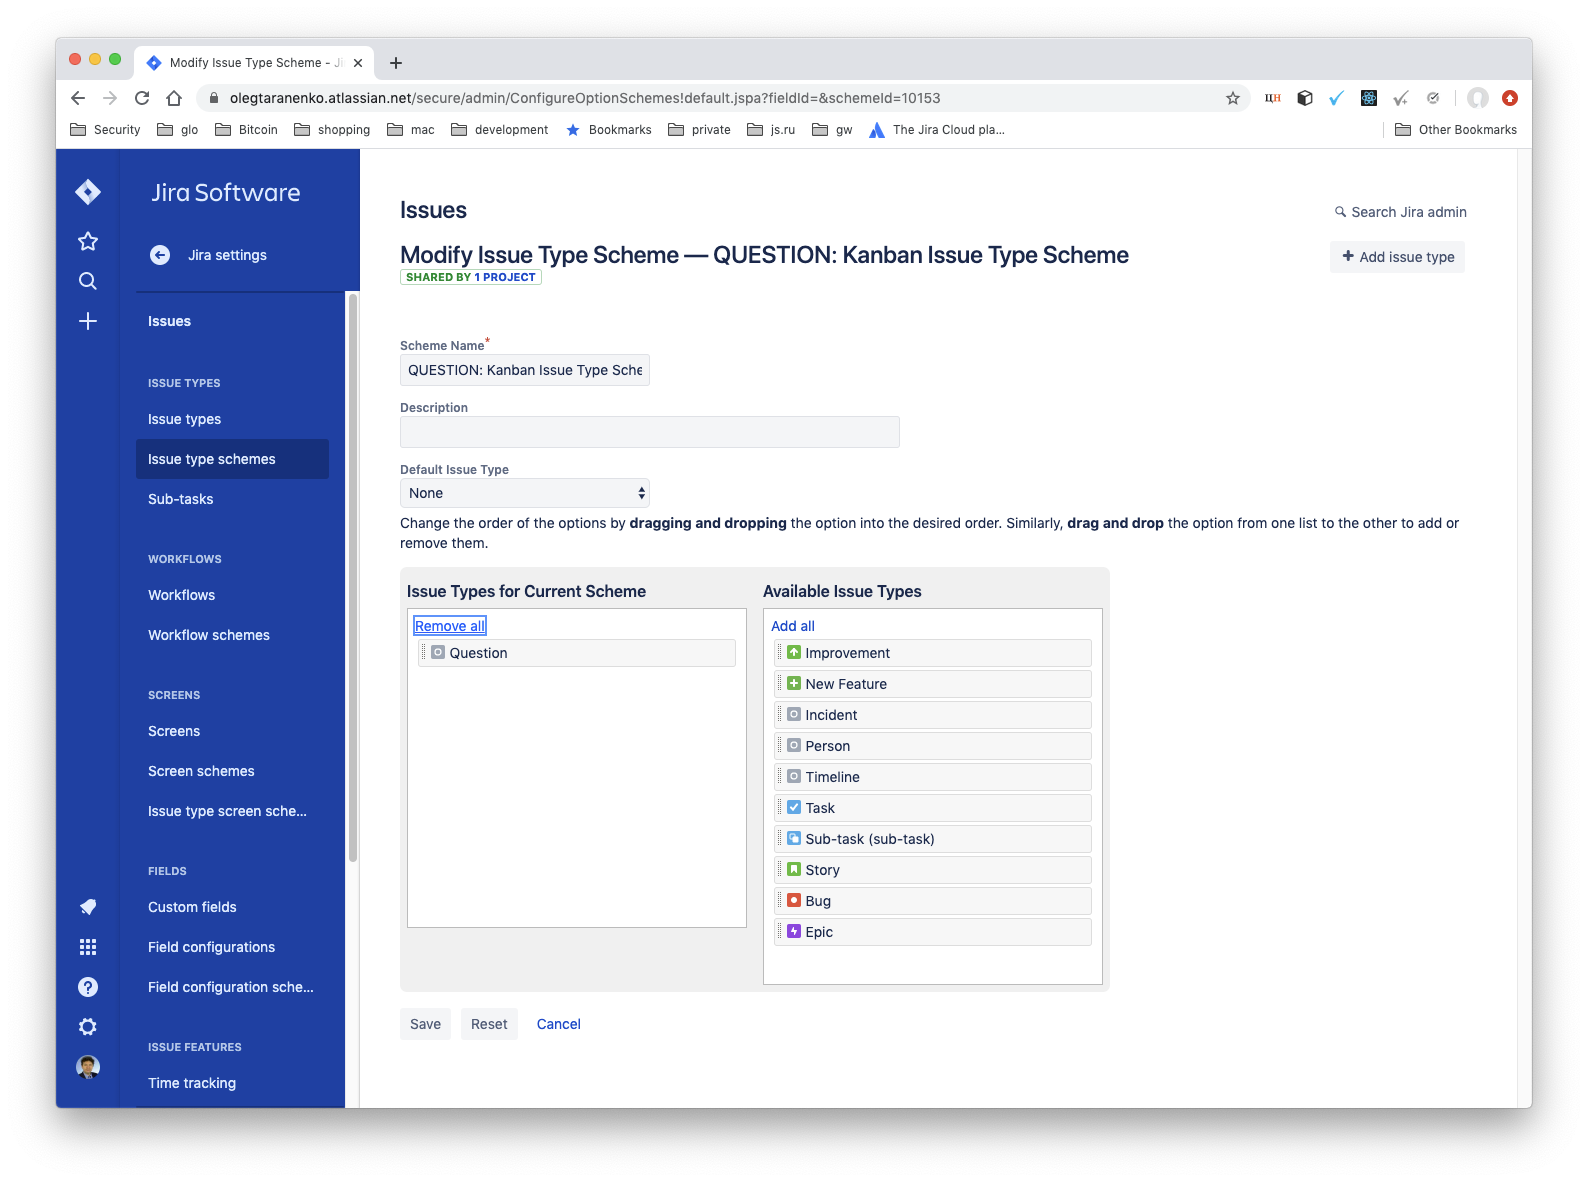 Modify Issue Type Scheme - Ji
olegtaranenko.atlassian.net/secure/admin/ConfigureOptionSchemes!default.jspa?fieldId=&schemeId=10153
ЦН
Security glo Bitcoin shopping mac development Bookmarks private js.ru gw The Jira Cloud pla... Other Bookmarks
Jira Software
Jira settings
Issues
ISSUE TYPES
Issue types
Issue type schemes
Sub-tasks
WORKFLOWS
Workflows
Workflow schemes
SCREENS
Screens
Screen schemes
Issue type screen sche...
FIELDS
Custom fields
Field configurations
Field configuration sche...
ISSUE FEATURES
Time tracking
Issues
Search Jira admin
Modify Issue Type Scheme — QUESTION: Kanban Issue Type Scheme
SHARED BY 1 PROJECT
+ Add issue type
Scheme Name*
QUESTION: Kanban Issue Type Sche
Description
Default Issue Type
None
Change the order of the options by dragging and dropping the option into the desired order. Similarly, drag and drop the option from one list to the other to add or
remove them.
Issue Types for Current Scheme
Remove all
Question
Available Issue Types
Add all
Improvement
New Feature
Incident
Person
Timeline
Task
Sub-task (sub-task)
Story
Bug
Epic
Save Reset Cancel